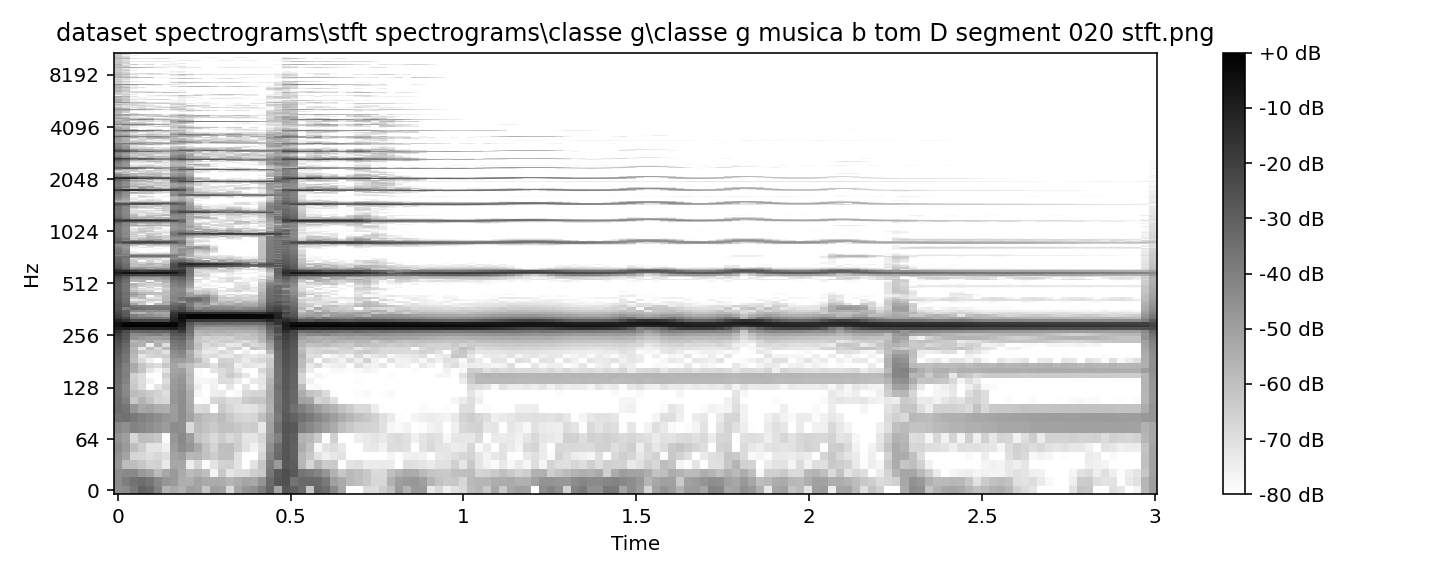 dataset spectrograms\stft spectrograms\classe g\classe g musica b tom D segment 020 stft.png
8192
4096
2048
1024
512
256
128
64
0
Hz
0
0.5
1
1.5
2
2.5
3
Time
+0 dB
-10 dB
-20 dB
-30 dB
-40 dB
-50 dB
-60 dB
-70 dB
-80 dB